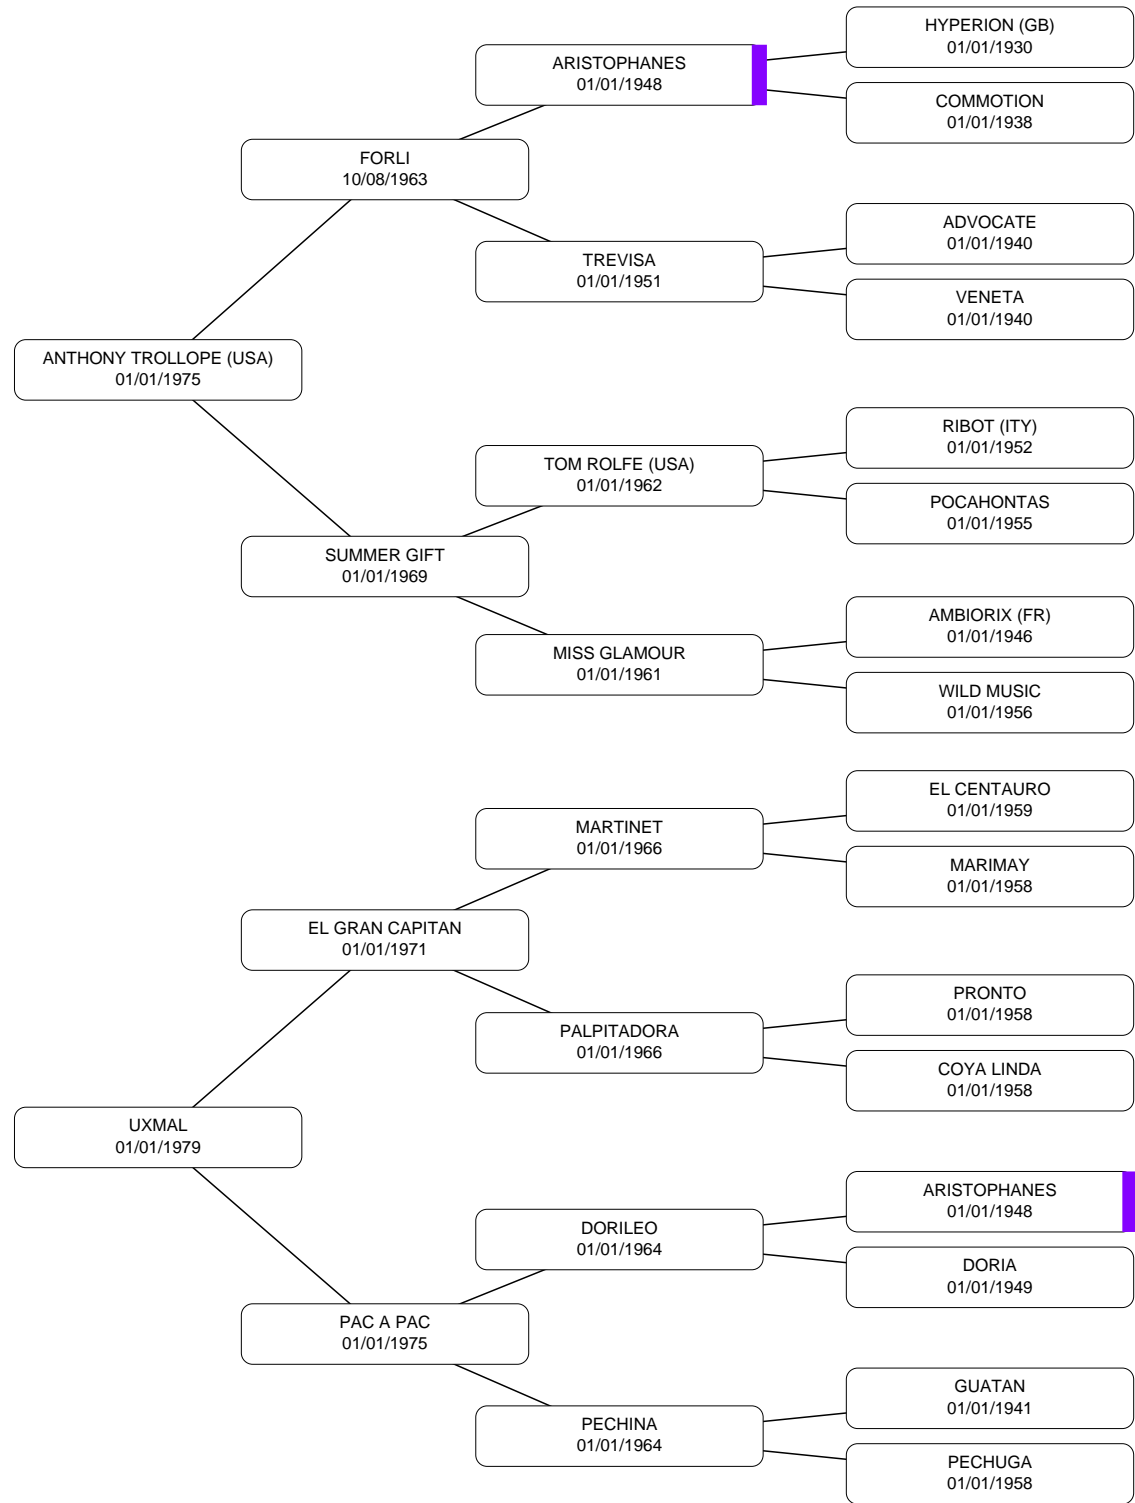 HYPERION (GB)
01/01/1930
ARISTOPHANES
01/01/1948
COMMOTION
01/01/1938
FORLI
10/08/1963
ADVOCATE
01/01/1940
TREVISA
01/01/1951
VENETA
01/01/1940
ANTHONY TROLLOPE (USA)
01/01/1975
RIBOT (ITY)
01/01/1952
TOM ROLFE (USA)
01/01/1962
POCAHONTAS
01/01/1955
SUMMER GIFT
01/01/1969
AMBIORIX (FR)
01/01/1946
MISS GLAMOUR
01/01/1961
WILD MUSIC
01/01/1956
EL CENTAURO
01/01/1959
MARTINET
01/01/1966
MARIMAY
01/01/1958
EL GRAN CAPITAN
01/01/1971
PRONTO
01/01/1958
PALPITADORA
01/01/1966
COYA LINDA
01/01/1958
UXMAL
01/01/1979
ARISTOPHANES
01/01/1948
DORILEO
01/01/1964
DORIA
01/01/1949
PAC A PAC
01/01/1975
GUATAN
01/01/1941
PECHINA
01/01/1964
PECHUGA
01/01/1958